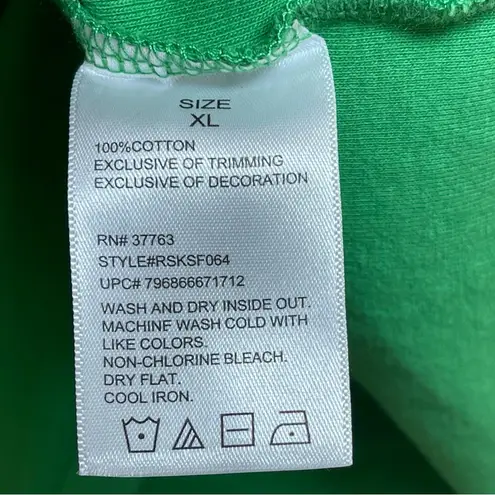 SIZE
XL
100%COTTON
EXCLUSIVE OF TRIMMING
EXCLUSIVE OF DECORATION
RN# 37763
STYLE#RSKSF064
UPC# 796866671712
WASH AND DRY INSIDE OUT.
MACHINF WASH COLD WITH
LIKE COLORS.
NON-CHLORINE BLEACH.
DRY FLAT.
COOL IRON.